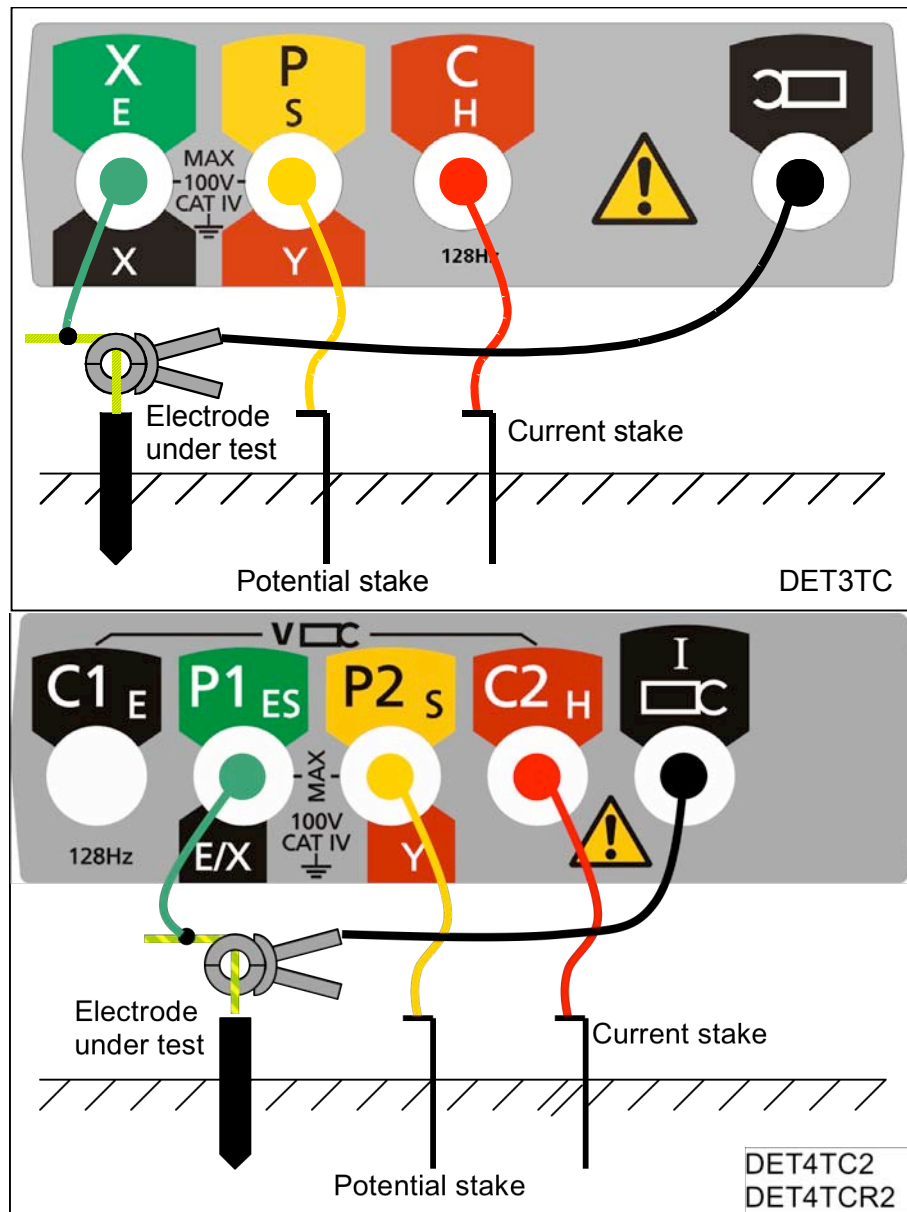 X
E
P
S
C
H
MAX
100V
CAT IV
X
Y
128Hz
Electrode
under test
Current stake
Potential stake
DET3TC
V
C1 E
P1 ES
P2 S
C2 H
I
MAX
100V
CAT IV
128Hz
E/X
Y
Electrode
under test
Current stake
Potential stake
DET4TC2
DET4TCR2